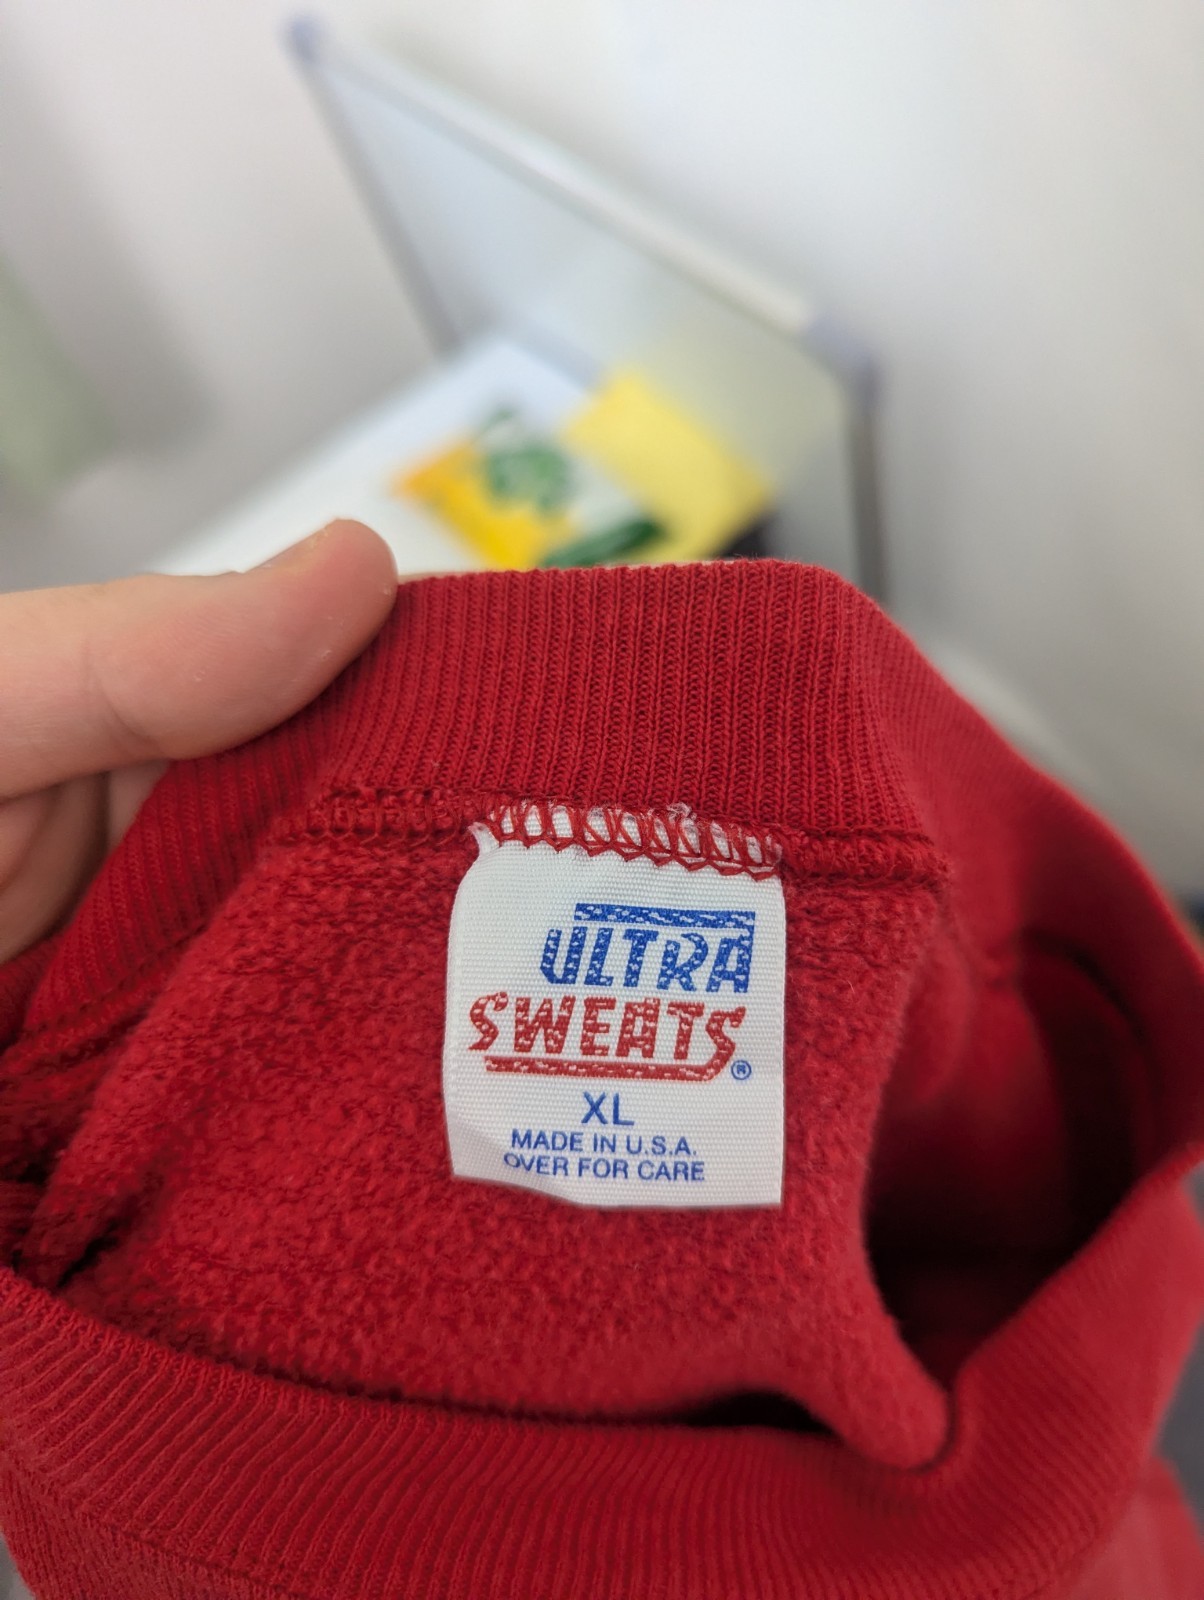 ULTRA
SWEATS®
XL
MADE IN U.S.A.
OVER FOR CARE